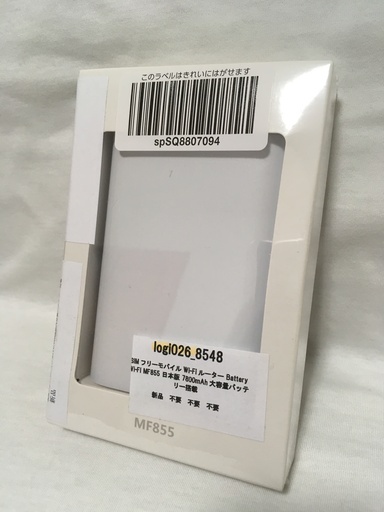 このラベルはきれいにはがせます
spSQ8807094
logi026_8548
SIM フリーモバイル Wi-Fi ルーター Battery
Wi-Fi MF855 日本版 7800mAh 大容量バッテ
リー搭載
新品 不要 不要 不要
MF855